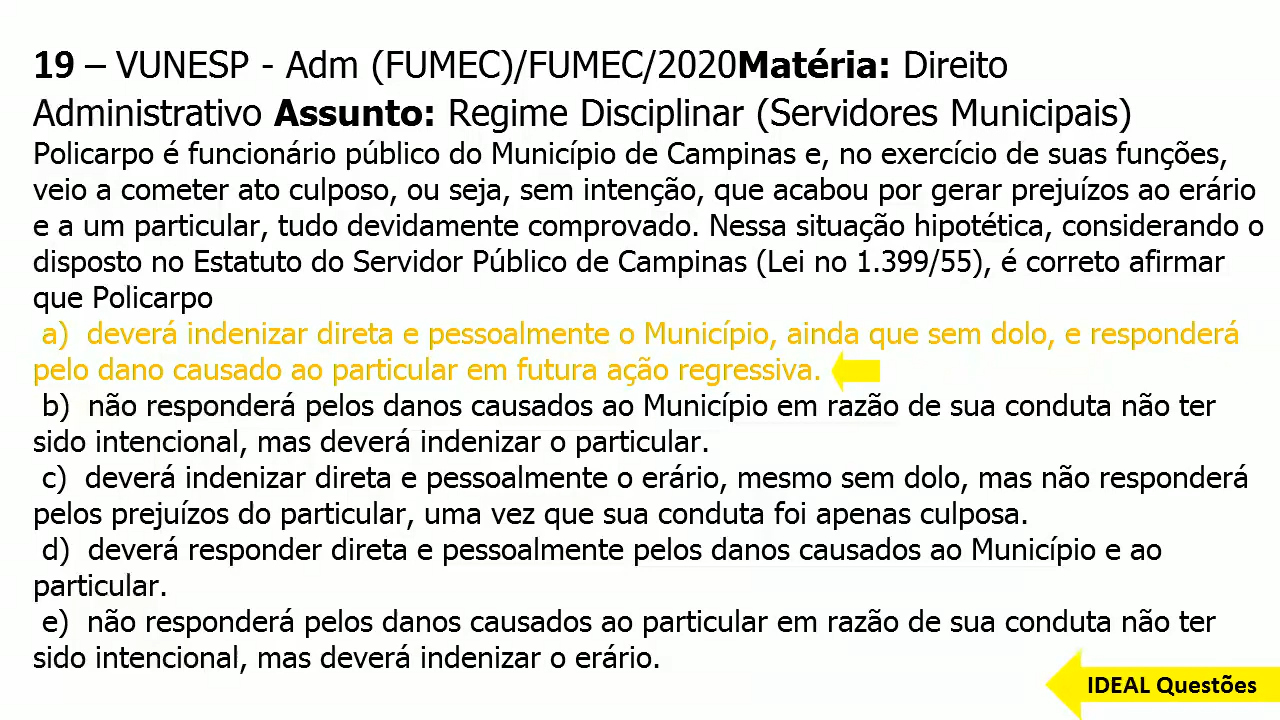 19 – VUNESP - Adm (FUMEC)/FUMEC/2020Matéria: Direito
Administrativo Assunto: Regime Disciplinar (Servidores Municipais)
Policarpo é funcionário público do Município de Campinas e, no exercício de suas funções,
veio a cometer ato culposo, ou seja, sem intenção, que acabou por gerar prejuízos ao erário
e a um particular, tudo devidamente comprovado. Nessa situação hipotética, considerando o
disposto no Estatuto do Servidor Público de Campinas (Lei no 1.399/55), é correto afirmar
que Policarpo
a) deverá indenizar direta e pessoalmente o Município, ainda que sem dolo, e responderá
pelo dano causado ao particular em futura ação regressiva.
b) não responderá pelos danos causados ao Município em razão de sua conduta não ter
sido intencional, mas deverá indenizar o particular.
c) deverá indenizar direta e pessoalmente o erário, mesmo sem dolo, mas não responderá
pelos prejuízos do particular, uma vez que sua conduta foi apenas culposa.
d) deverá responder direta e pessoalmente pelos danos causados ao Município e ao
particular.
e) não responderá pelos danos causados ao particular em razão de sua conduta não ter
sido intencional, mas deverá indenizar o erário.
IDEAL Questões